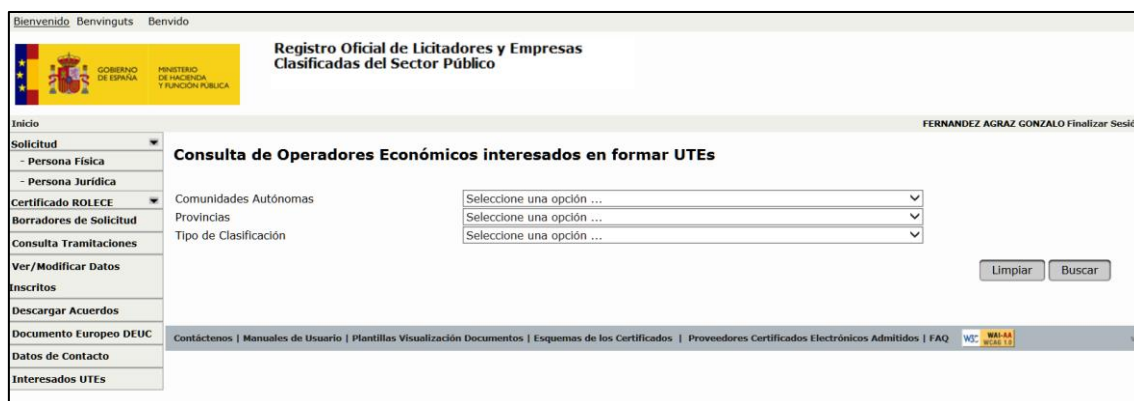 Bienvenido Benvinguts Benvido
GOBIERNO
DE ESPAÑA
MINISTERIO
DE HACIENDA
Y FUNCIÓN PÚBLICA
Registro Oficial de Licitadores y Empresas
Clasificadas del Sector Público
Inicio
FERNANDEZ AGRAZ GONZALO Finalizar Sesió
Solicitud
- Persona Física
- Persona Jurídica
Certificado ROLECE
Borradores de Solicitud
Consulta Tramitaciones
Ver/Modificar Datos
Inscritos
Descargar Acuerdos
Documento Europeo DEUC
Datos de Contacto
Interesados UTEs
Consulta de Operadores Económicos interesados en formar UTEs
Comunidades Autónomas Seleccione una opción ...
Provincias Seleccione una opción ...
Tipo de Clasificación Seleccione una opción ...
Limpiar Buscar
Contáctenos | Manuales de Usuario | Plantillas Visualización Documentos | Esquemas de los Certificados | Proveedores Certificados Electrónicos Admitidos | FAQ
W3C WAI-AA
WCAG 1.0